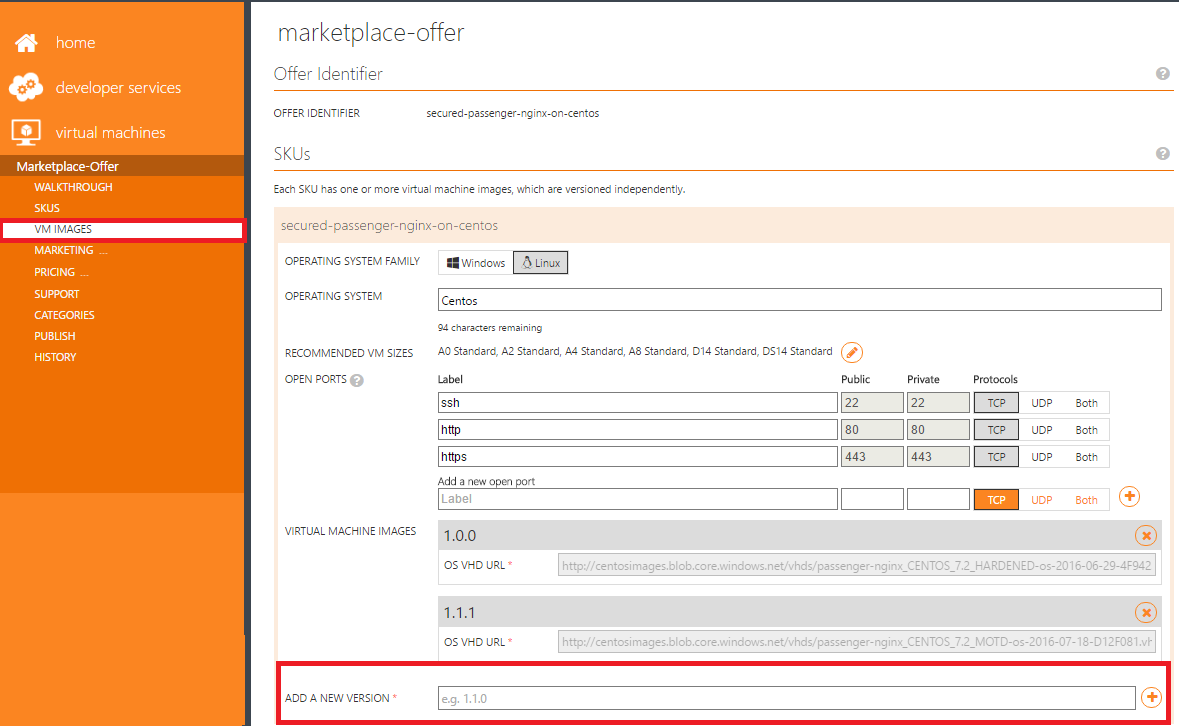 home
developer services
virtual machines
Marketplace-Offer
WALKTHROUGH
SKUS
VM IMAGES
MARKETING ...
PRICING ...
SUPPORT
CATEGORIES
PUBLISH
HISTORY
marketplace-offer
Offer Identifier ?
OFFER IDENTIFIER secured-passenger-nginx-on-centos
SKUs ?
Each SKU has one or more virtual machine images, which are versioned independently.
secured-passenger-nginx-on-centos
OPERATING SYSTEM FAMILY Windows Linux
OPERATING SYSTEM Centos
94 characters remaining
RECOMMENDED VM SIZES A0 Standard, A2 Standard, A4 Standard, A8 Standard, D14 Standard, DS14 Standard
OPEN PORTS ? Label Public Private Protocols
ssh 22 22 TCP UDP Both
http 80 80 TCP UDP Both
https 443 443 TCP UDP Both
Add a new open port
Label TCP UDP Both
VIRTUAL MACHINE IMAGES 1.0.0
OS VHD URL * http://centosimages.blob.core.windows.net/vhds/passenger-nginx_CENTOS_7.2_HARDENED-os-2016-06-29-4F942
1.1.1
OS VHD URL * http://centosimages.blob.core.windows.net/vhds/passenger-nginx_CENTOS_7.2_MOTD-os-2016-07-18-D12F081.vh
ADD A NEW VERSION * e.g. 1.1.0